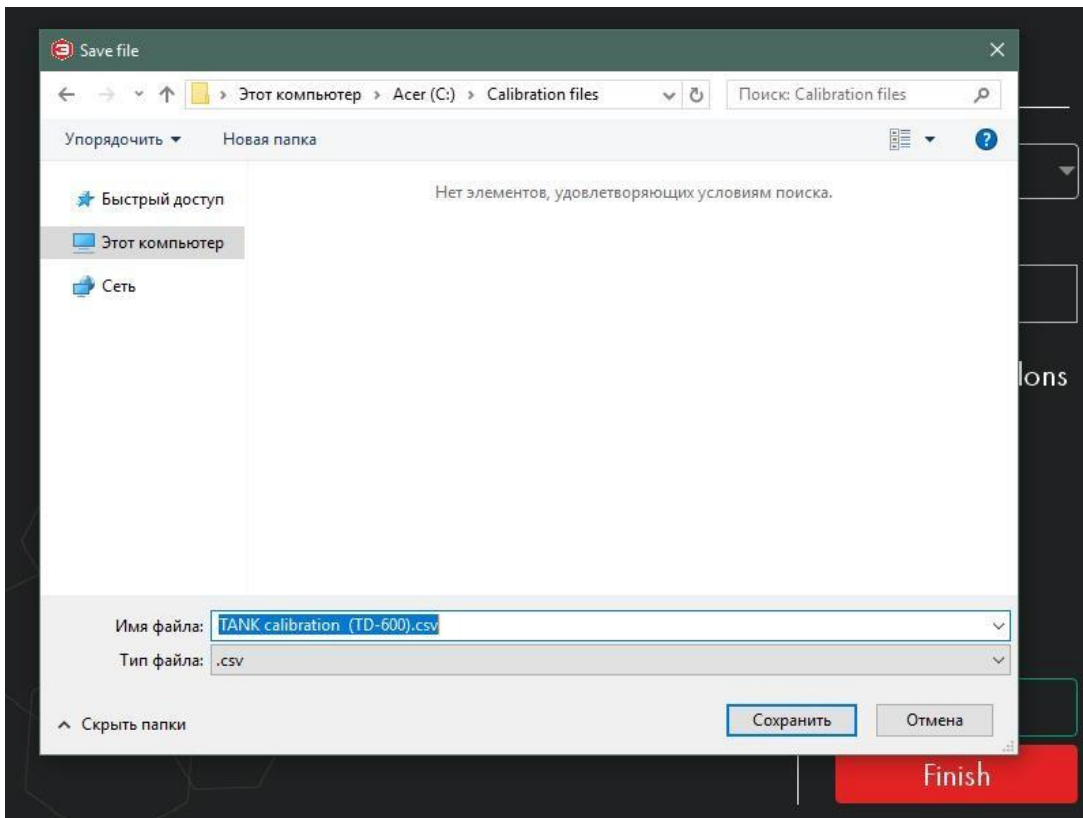 Save file
Этот компьютер › Acer (C:) › Calibration files
Поиск: Calibration files
Упорядочить
Новая папка
Быстрый доступ
Нет элементов, удовлетворяющих условиям поиска.
Этот компьютер
Сеть
lons
Имя файла: TANK calibration (TD-600).csv
Тип файла: .csv
Скрыть папки
Сохранить
Отмена
Finish